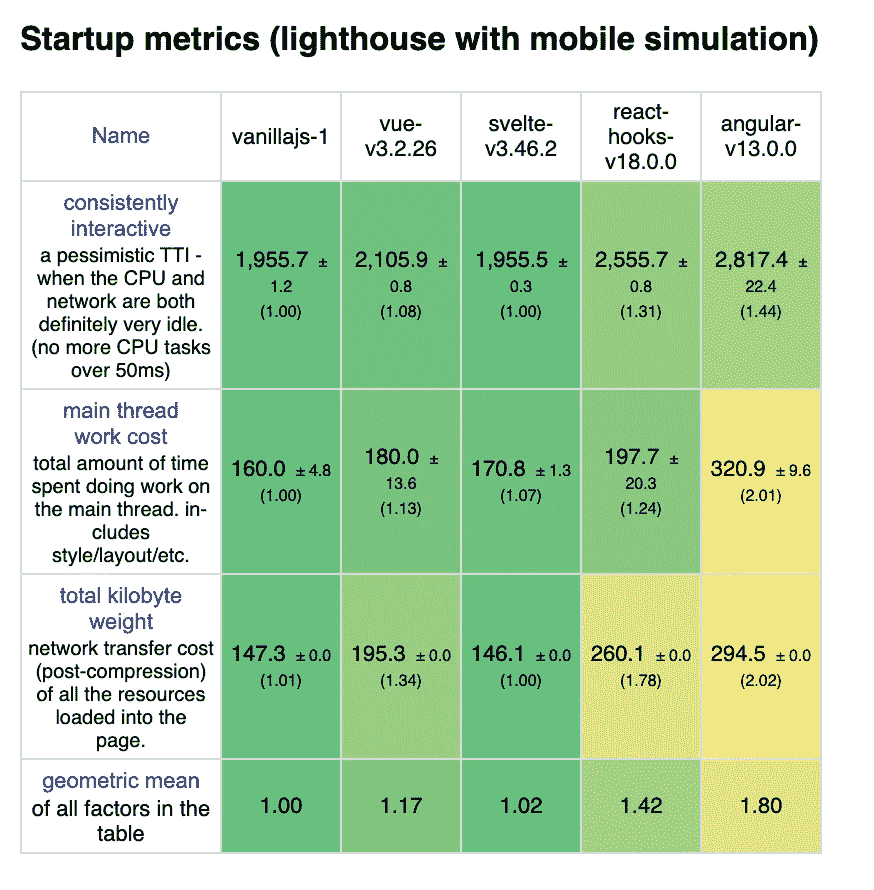 Startup metrics (lighthouse with mobile simulation)
Name
vanillajs-1
vue-
v3.2.26
svelte-
v3.46.2
react-
hooks-
v18.0.0
angular-
v13.0.0
consistently
interactive
a pessimistic TTI -
when the CPU and
network are both
definitely very idle.
(no more CPU tasks
over 50ms)
1,955.7 ±
1.2
(1.00)
2,105.9 ±
0.8
(1.08)
1,955.5 ±
0.3
(1.00)
2,555.7 ±
0.8
(1.31)
2,817.4 ±
22.4
(1.44)
main thread
work cost
total amount of time
spent doing work on
the main thread. in-
cludes
style/layout/etc.
160.0 ±4.8
(1.00)
180.0 ±
13.6
(1.13)
170.8 ±1.3
(1.07)
197.7 ±
20.3
(1.24)
320.9 ±9.6
(2.01)
total kilobyte
weight
network transfer cost
(post-compression)
of all the resources
loaded into the
page.
147.3 ±0.0
(1.01)
195.3 ±0.0
(1.34)
146.1 ±0.0
(1.00)
260.1 ±0.0
(1.78)
294.5 ±0.0
(2.02)
geometric mean
of all factors in the
table
1.00
1.17
1.02
1.42
1.80